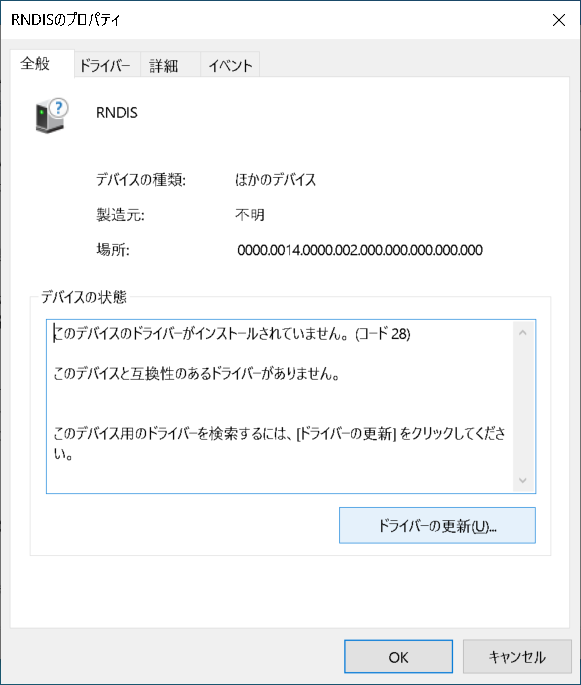 RNDISのプロパティ
全般 ドライバー 詳細 イベント
RNDIS
デバイスの種類: ほかのデバイス
製造元: 不明
場所: 0000.0014.0000.002.000.000.000.000.000
デバイスの状態
このデバイスのドライバーがインストールされていません。 (コード 28)
このデバイスと互換性のあるドライバーがありません。
このデバイス用のドライバーを検索するには、[ドライバーの更新] をクリックしてくださ
い。
ドライバーの更新(U)...
OK キャンセル